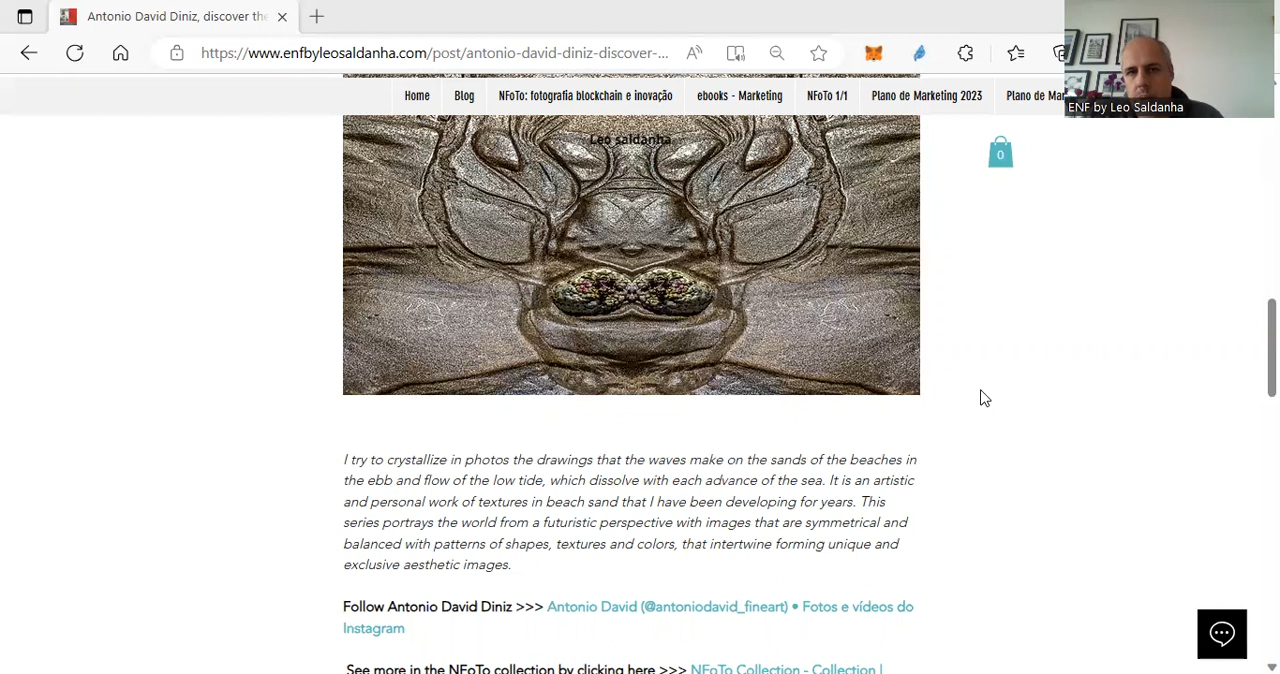 Antonio David Diniz, discover the
https://www.enfbyleosaldanha.com/post/antonio-david-diniz-discover-...
ENF by Leo Saldanha
Home Blog NFoTo: fotografia blockchain e inovação ebooks - Marketing NFoTo 1/1 Plano de Marketing 2023 Plano de Mar
Leo saldanha
0
I try to crystallize in photos the drawings that the waves make on the sands of the beaches in
the ebb and flow of the low tide, which dissolve with each advance of the sea. It is an artistic
and personal work of textures in beach sand that I have been developing for years. This
series portrays the world from a futuristic perspective with images that are symmetrical and
balanced with patterns of shapes, textures and colors, that intertwine forming unique and
exclusive aesthetic images.
Follow Antonio David Diniz >>> Antonio David (@antoniodavid_fineart) • Fotos e vídeos do
Instagram
See more in the NFoTo collection by clicking here >>> NFoTo Collection - Collection |